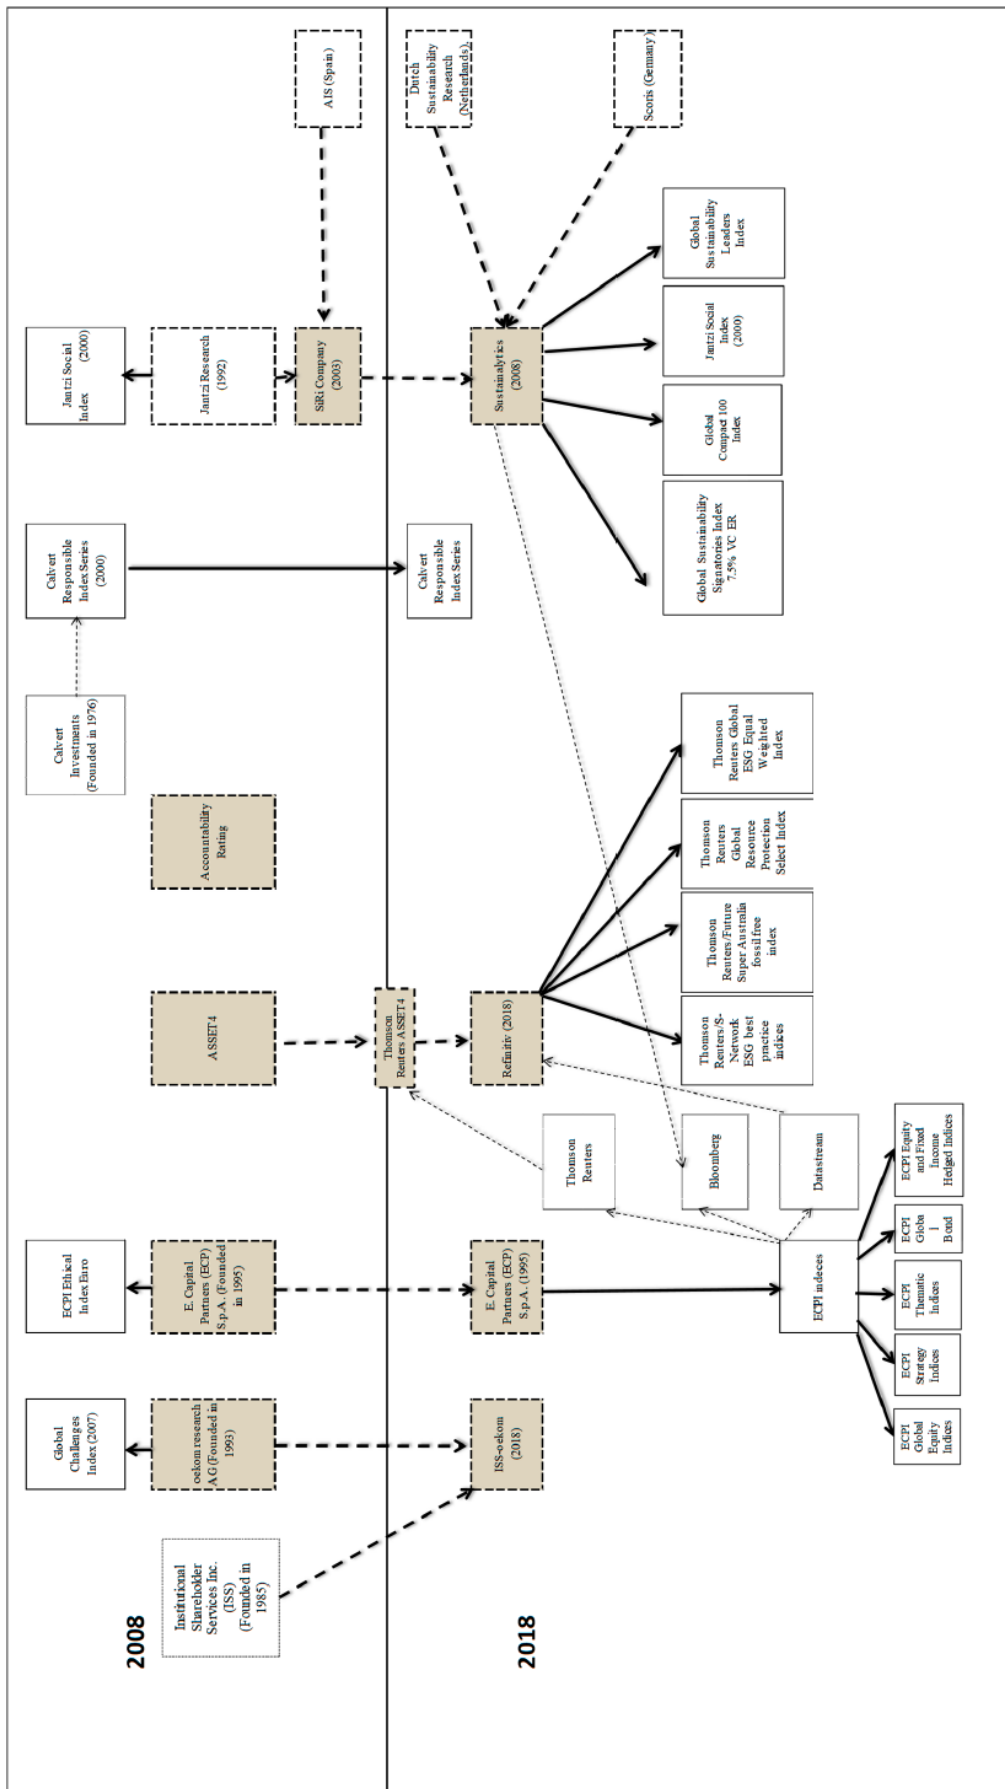 2008
Global
Challenges
Index (2007)
ECPI Ethical
Index Euro
Calvert
Investments
(Founded in 1976)
Calvert
Responsible
Index Series
(2000)
Jantzi Social
Index (2000)
Institutional
Shareholder
Services Inc.
(ISS)
(Founded in
1985)
oekom research
AG (Founded in
1993)
E. Capital
Partners (ECP)
S.p.A. (Founded
in 1995)
ASSET4
Accountability
Rating
Jantzi Research
(1992)
SiRi Company
(2003)
AIS (Spain)
2018
Thomson
Reuters ASSET4
Calvert
Responsible
Index Series
Dutch
Sustainability
Research
(Netherlands),
ISS-oekom
(2018)
E. Capital
Partners (ECP)
S.p.A. (1995)
Refinitiv (2018)
Sustainalytics
(2008)
Thomson
Reuters
Scoris (Germany)
Bloomberg
Thomson
Reuters/S-
Network
ESG best
practice
indices
Thomson
Reuters/Future
Super Australia
fossil free
index
Thomson
Reuters
Global
Resource
Protection
Select Index
Thomson
Reuters Global
ESG Equal
Weighted
Index
Global Sustainability
Signatories Index
7.5% VC ER
Global
Compact 100
Index
Jantzi Social
Index
(2000)
Global
Sustainability
Leaders
Index
ECPI indeces
Datastream
ECPI
Global
Equity
Indices
ECPI
Strategy
Indices
ECPI
Thematic
Indices
ECPI
Globa
l
Bond
ECPI Equity
and Fixed
Income
Hedged Indices